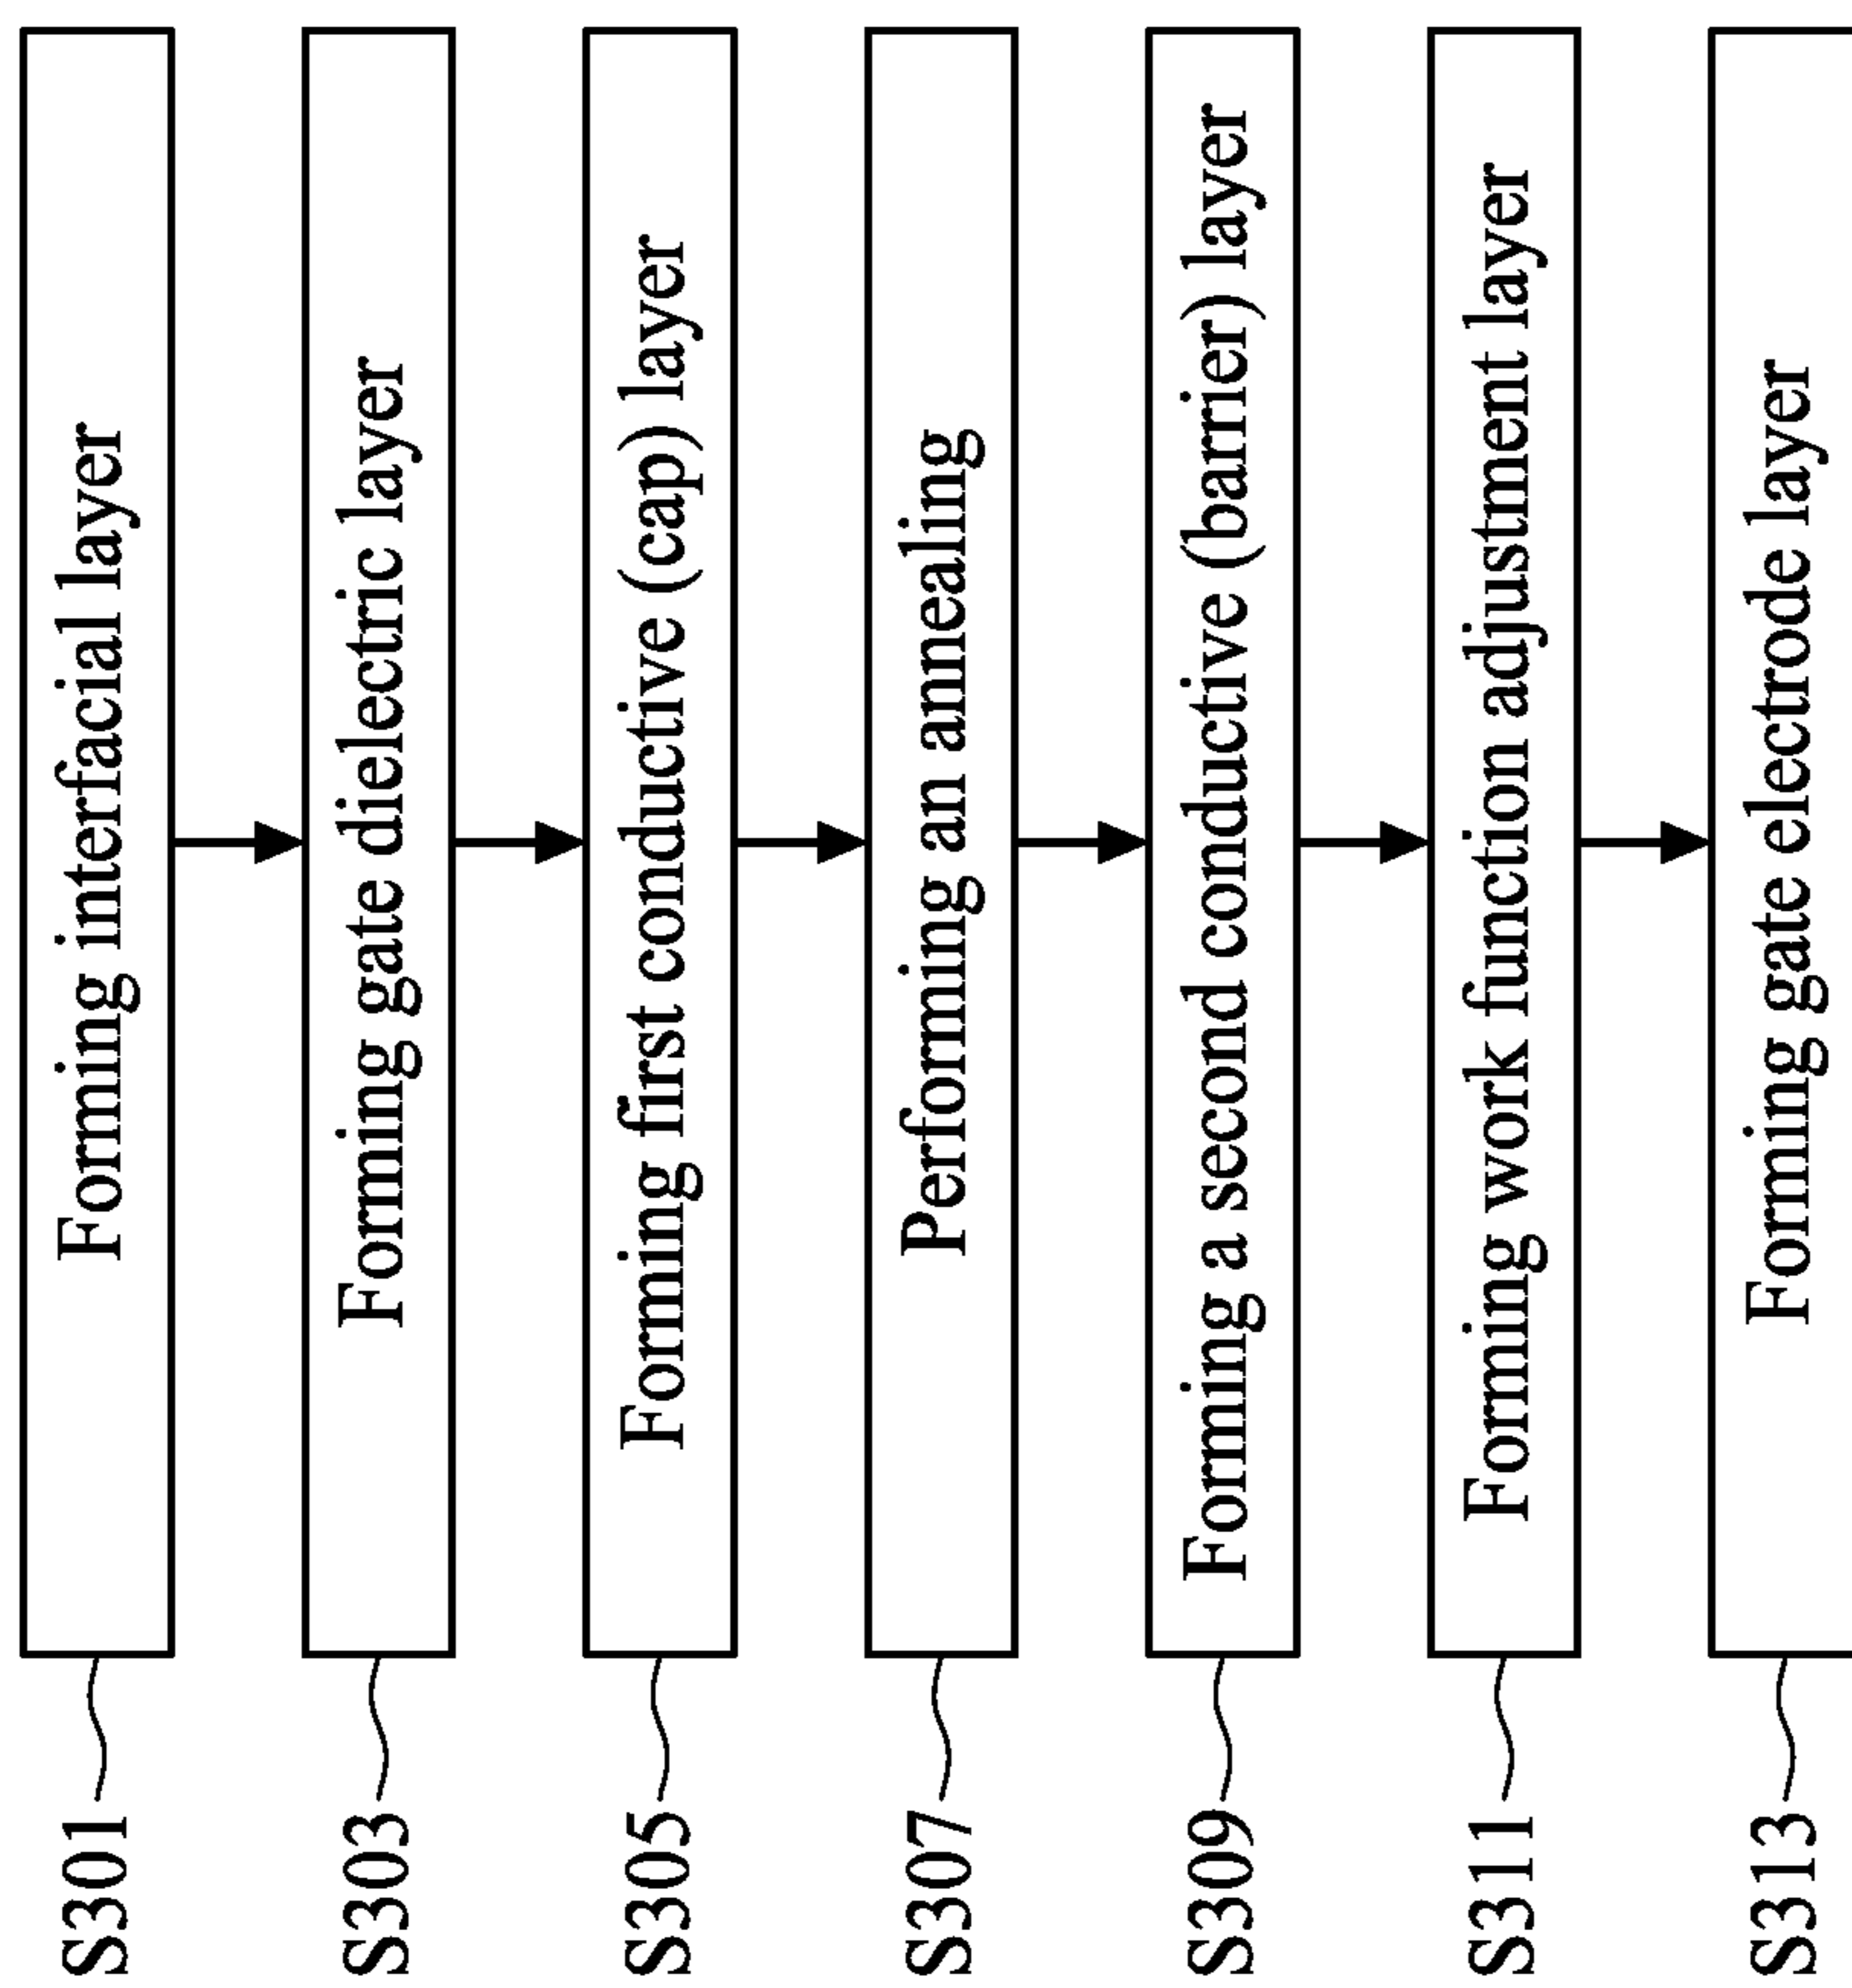 S301 Forming interfacial layer
S303 Forming gate dielectric layer
S305 Forming first conductive (cap) layer
S307 Performing an annealing
S309 Forming a second conductive (barrier) layer
S311 Forming work function adjustment layer
S313 Forming gate electrode layer